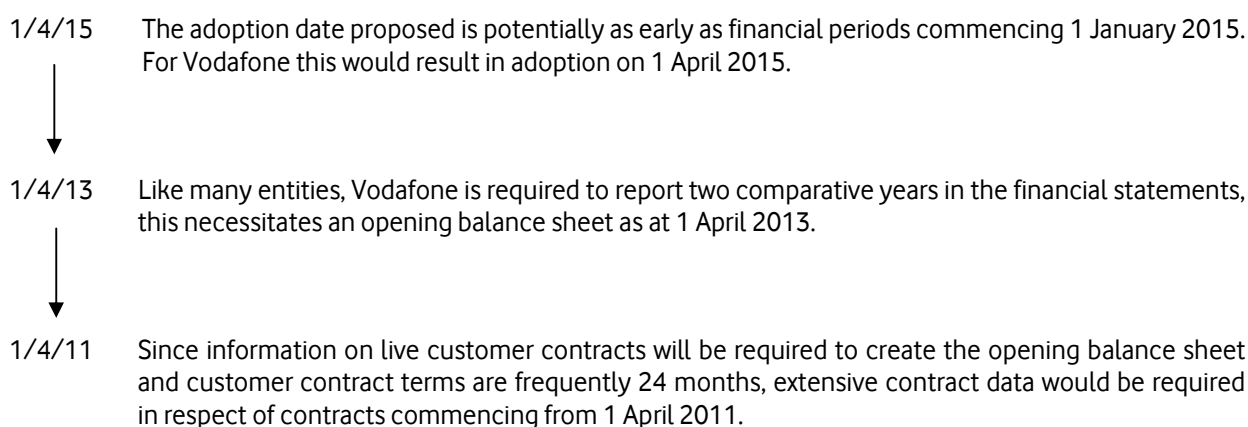 1/4/15 The adoption date proposed is potentially as early as financial periods commencing 1 January 2015.
For Vodafone this would result in adoption on 1 April 2015.
1/4/13 Like many entities, Vodafone is required to report two comparative years in the financial statements,
this necessitates an opening balance sheet as at 1 April 2013.
1/4/11 Since information on live customer contracts will be required to create the opening balance sheet
and customer contract terms are frequently 24 months, extensive contract data would be required
in respect of contracts commencing from 1 April 2011.